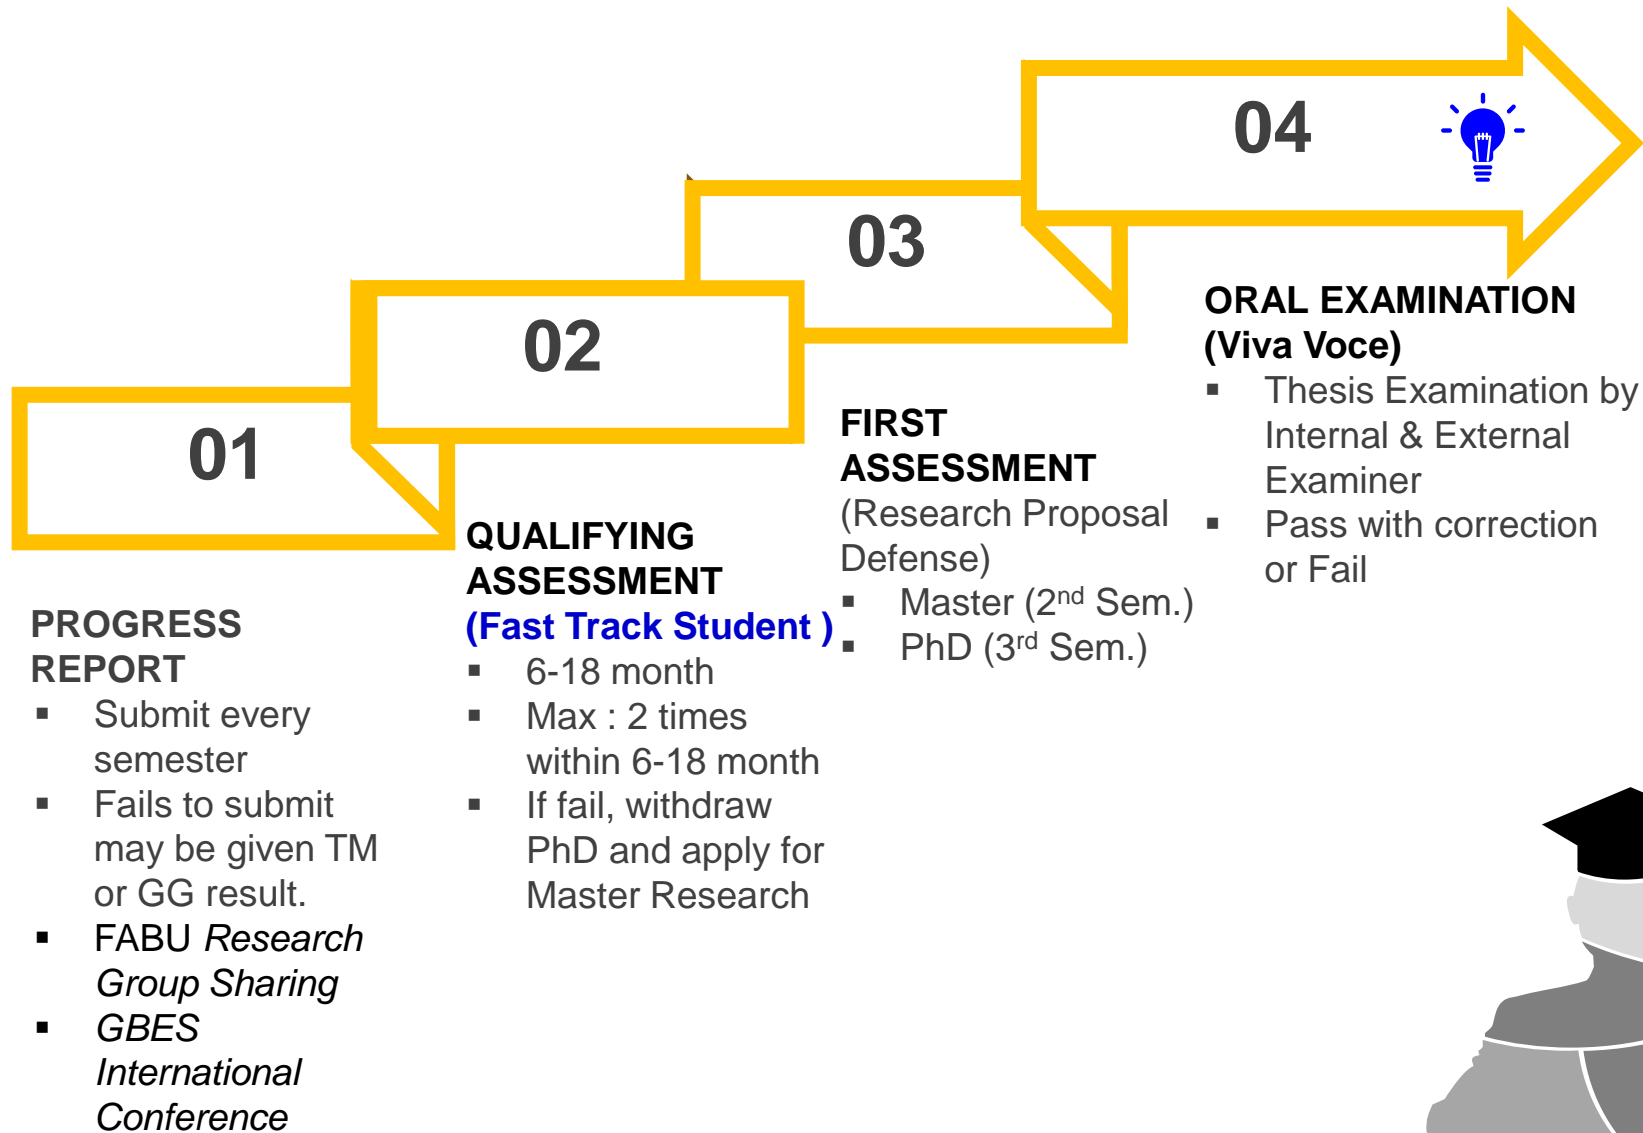 01
PROGRESS
REPORT
▪ Submit every
semester
▪ Fails to submit
may be given TM
or GG result.
▪ FABU Research
Group Sharing
▪ GBES
International
Conference
02
QUALIFYING
ASSESSMENT
(Fast Track Student )
▪ 6-18 month
▪ Max : 2 times
within 6-18 month
▪ If fail, withdraw
PhD and apply for
Master Research
03
FIRST
ASSESSMENT
(Research Proposal
Defense)
▪ Master (2nd Sem.)
▪ PhD (3rd Sem.)
04
ORAL EXAMINATION
(Viva Voce)
▪ Thesis Examination by
Internal & External
Examiner
▪ Pass with correction
or Fail